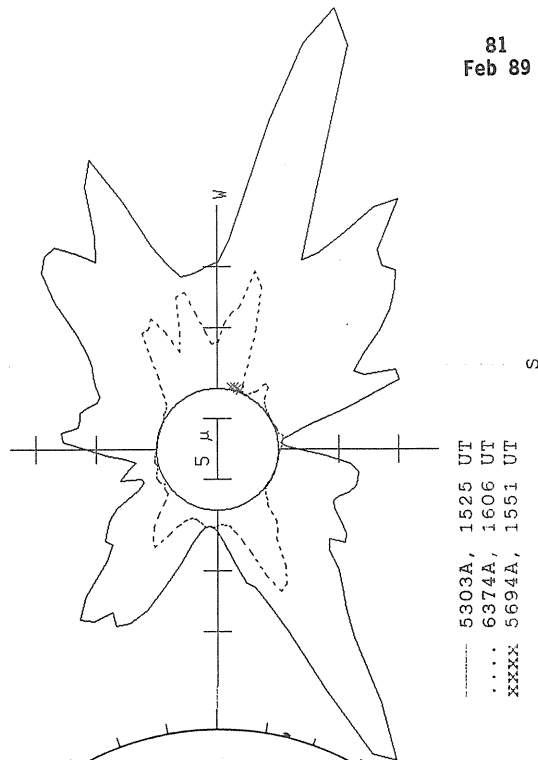 81
Feb 89
W
5 μ
S
—— 5303A, 1525 UT
.... 6374A, 1606 UT
XXXX 5694A, 1551 UT